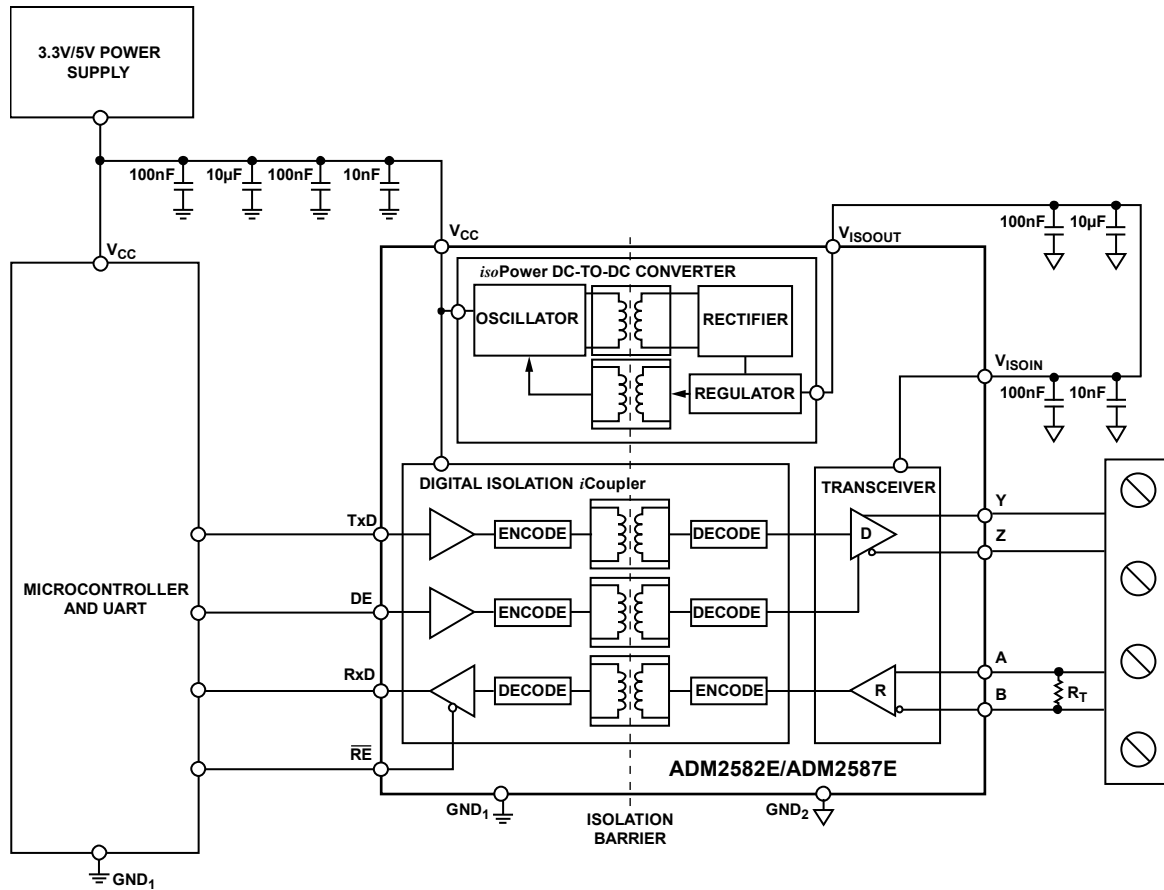 3.3V/5V POWER
SUPPLY
100nF
10µF
100nF
10nF
100nF
10µF
VCC
VCC
VISOOUT
isoPower DC-TO-DC CONVERTER
OSCILLATOR
RECTIFIER
REGULATOR
VISOIN
100nF
10nF
DIGITAL ISOLATION iCoupler
TRANSCEIVER
TxD
ENCODE
DECODE
D
Y
Z
MICROCONTROLLER
AND UART
DE
ENCODE
DECODE
RxD
DECODE
ENCODE
R
A
B
RT
R̅E̅
ADM2582E/ADM2587E
GND1
ISOLATION
BARRIER
GND2
GND1